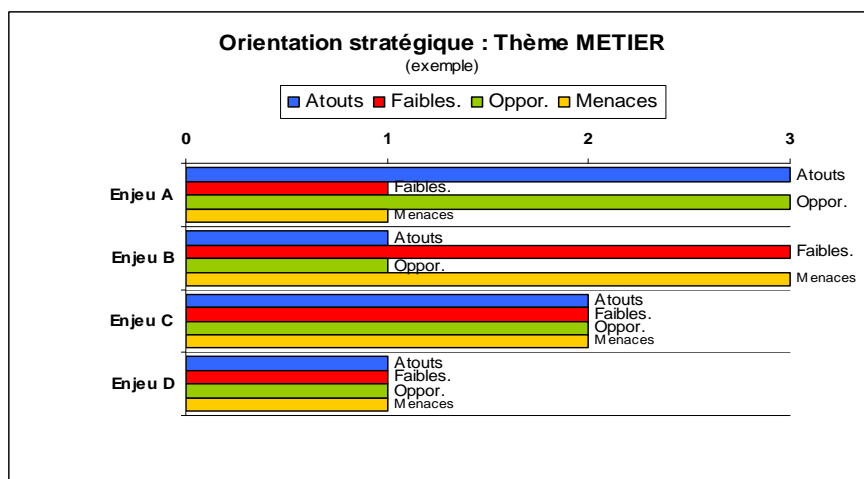 Orientation stratégique : Thème METIER
(exemple)
Atouts Faibles. Oppor. Menaces
0 1 2 3
Enjeu A
Atouts
Faibles.
Oppor.
Menaces
Enjeu B
Atouts
Faibles.
Oppor.
Menaces
Enjeu C
Atouts
Faibles.
Oppor.
Menaces
Enjeu D
Atouts
Faibles.
Oppor.
Menaces